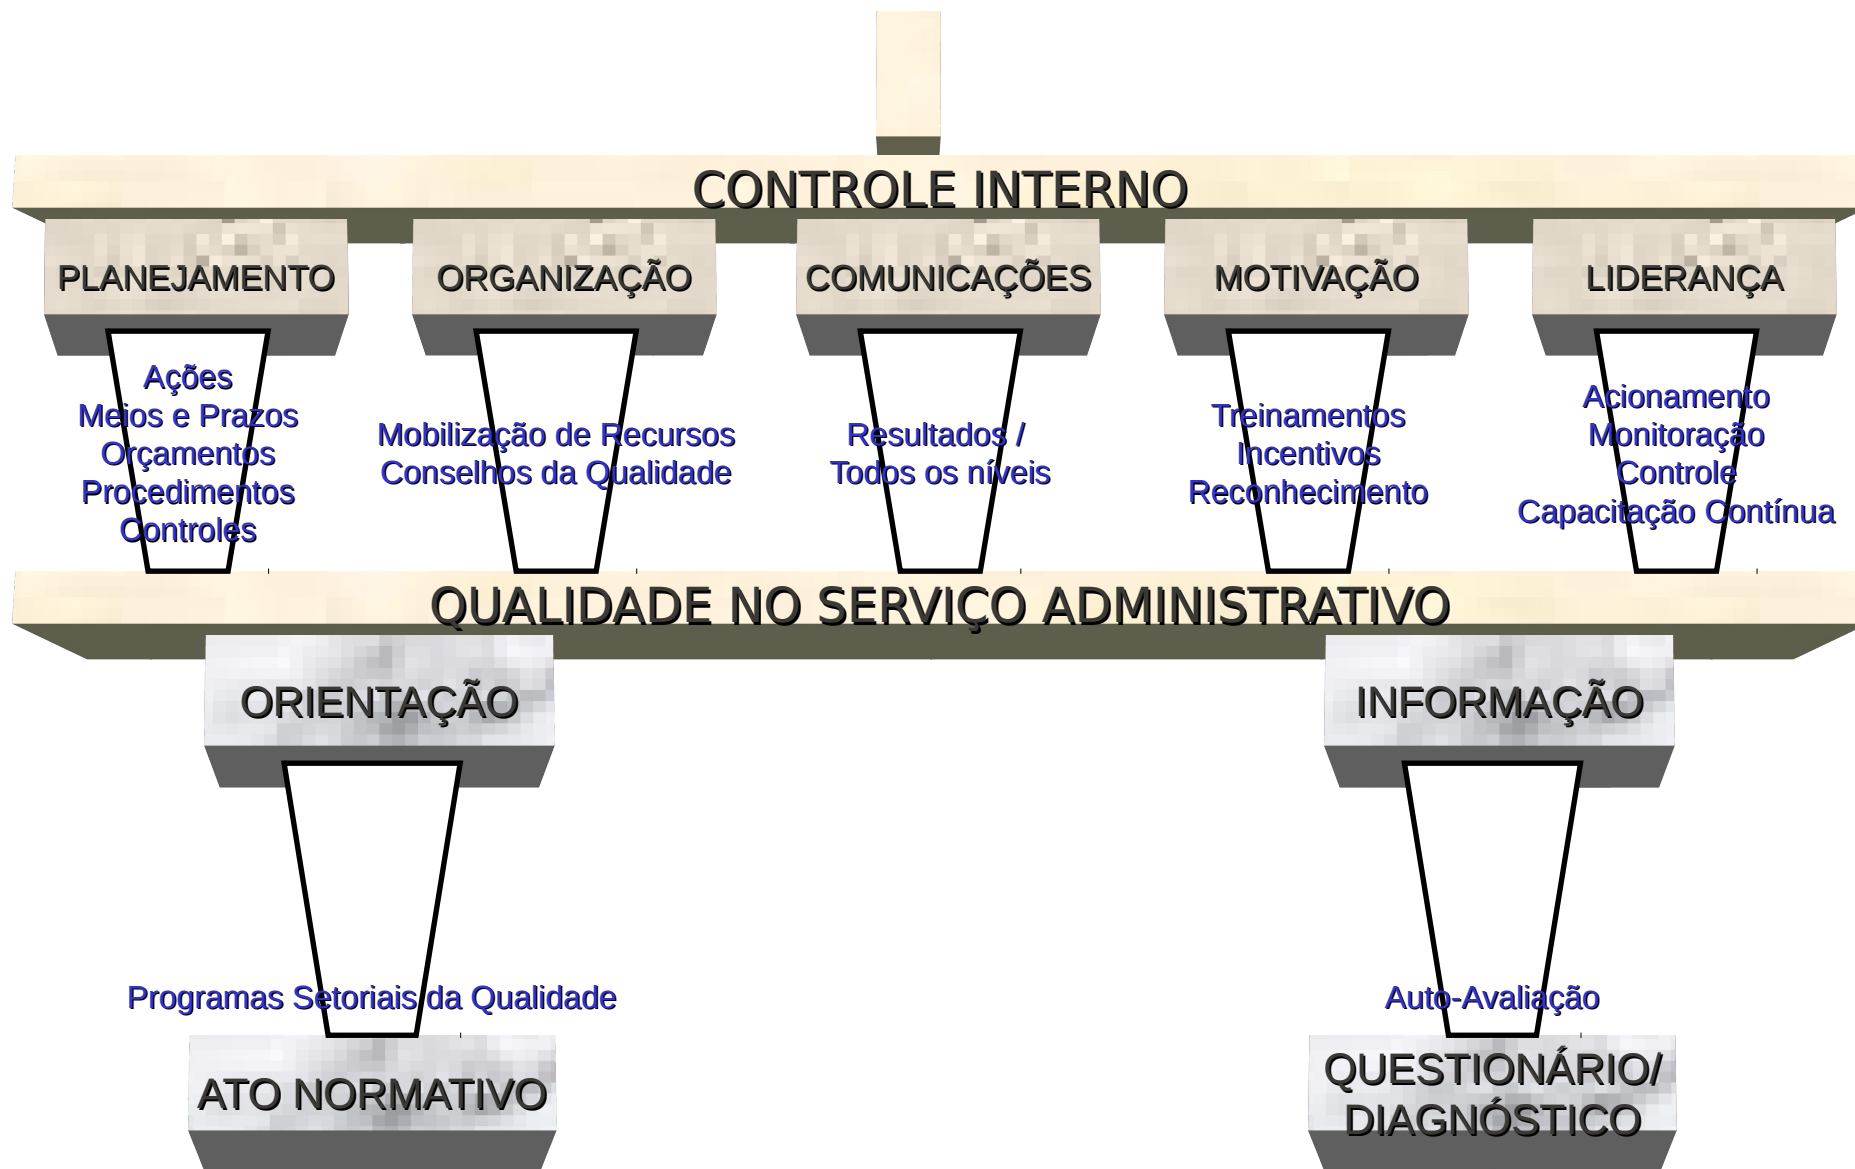 CONTROLE INTERNO
PLANEJAMENTO
ORGANIZAÇÃO
COMUNICAÇÕES
MOTIVAÇÃO
LIDERANÇA
Ações
Meios e Prazos
Orçamentos
Procedimentos
Controles
Mobilização de Recursos
Conselhos da Qualidade
Resultados /
Todos os níveis
Treinamentos
Incentivos
Reconhecimento
Acionamento
Monitoração
Controle
Capacitação Contínua
QUALIDADE NO SERVIÇO ADMINISTRATIVO
ORIENTAÇÃO
INFORMAÇÃO
Programas Setoriais da Qualidade
Auto-Avaliação
ATO NORMATIVO
QUESTIONÁRIO/
DIAGNÓSTICO